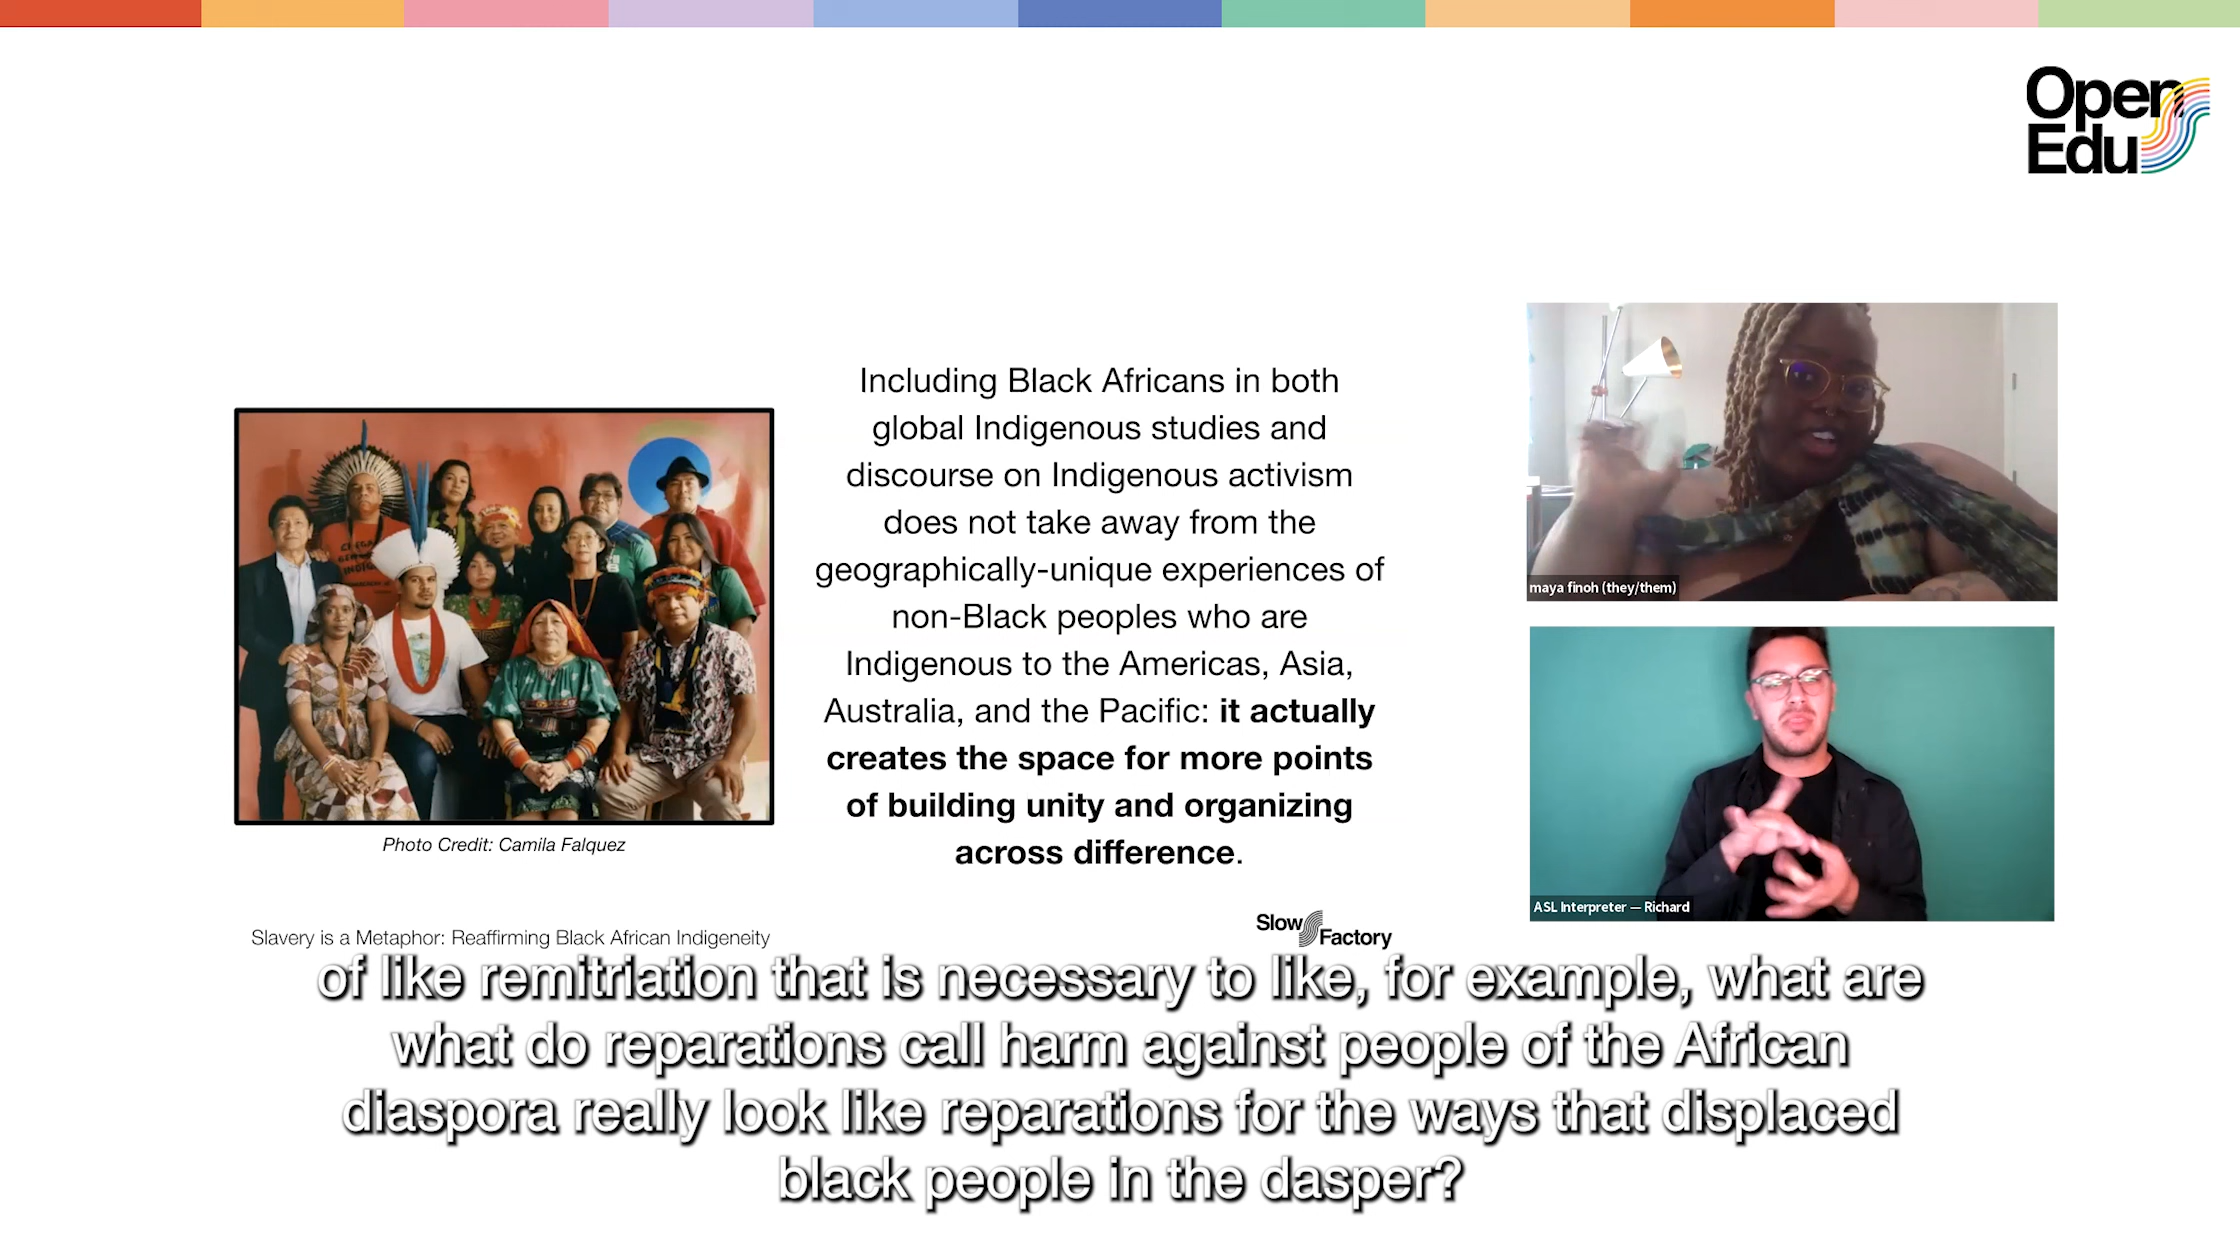 Open
Edu
Including Black Africans in both
global Indigenous studies and
discourse on Indigenous activism
does not take away from the
geographically-unique experiences of
non-Black peoples who are
Indigenous to the Americas, Asia,
Australia, and the Pacific: it actually
creates the space for more points
of building unity and organizing
across difference.
Photo Credit: Camila Falquez
maya finoh (they/them)
ASL Interpreter — Richard
Slavery is a Metaphor: Reaffirming Black African Indigeneity
Slow
Factory
of like remitriation that is necessary to like, for example, what are
what do reparations call harm against people of the African
diaspora really look like reparations for the ways that displaced
black people in the dasper?